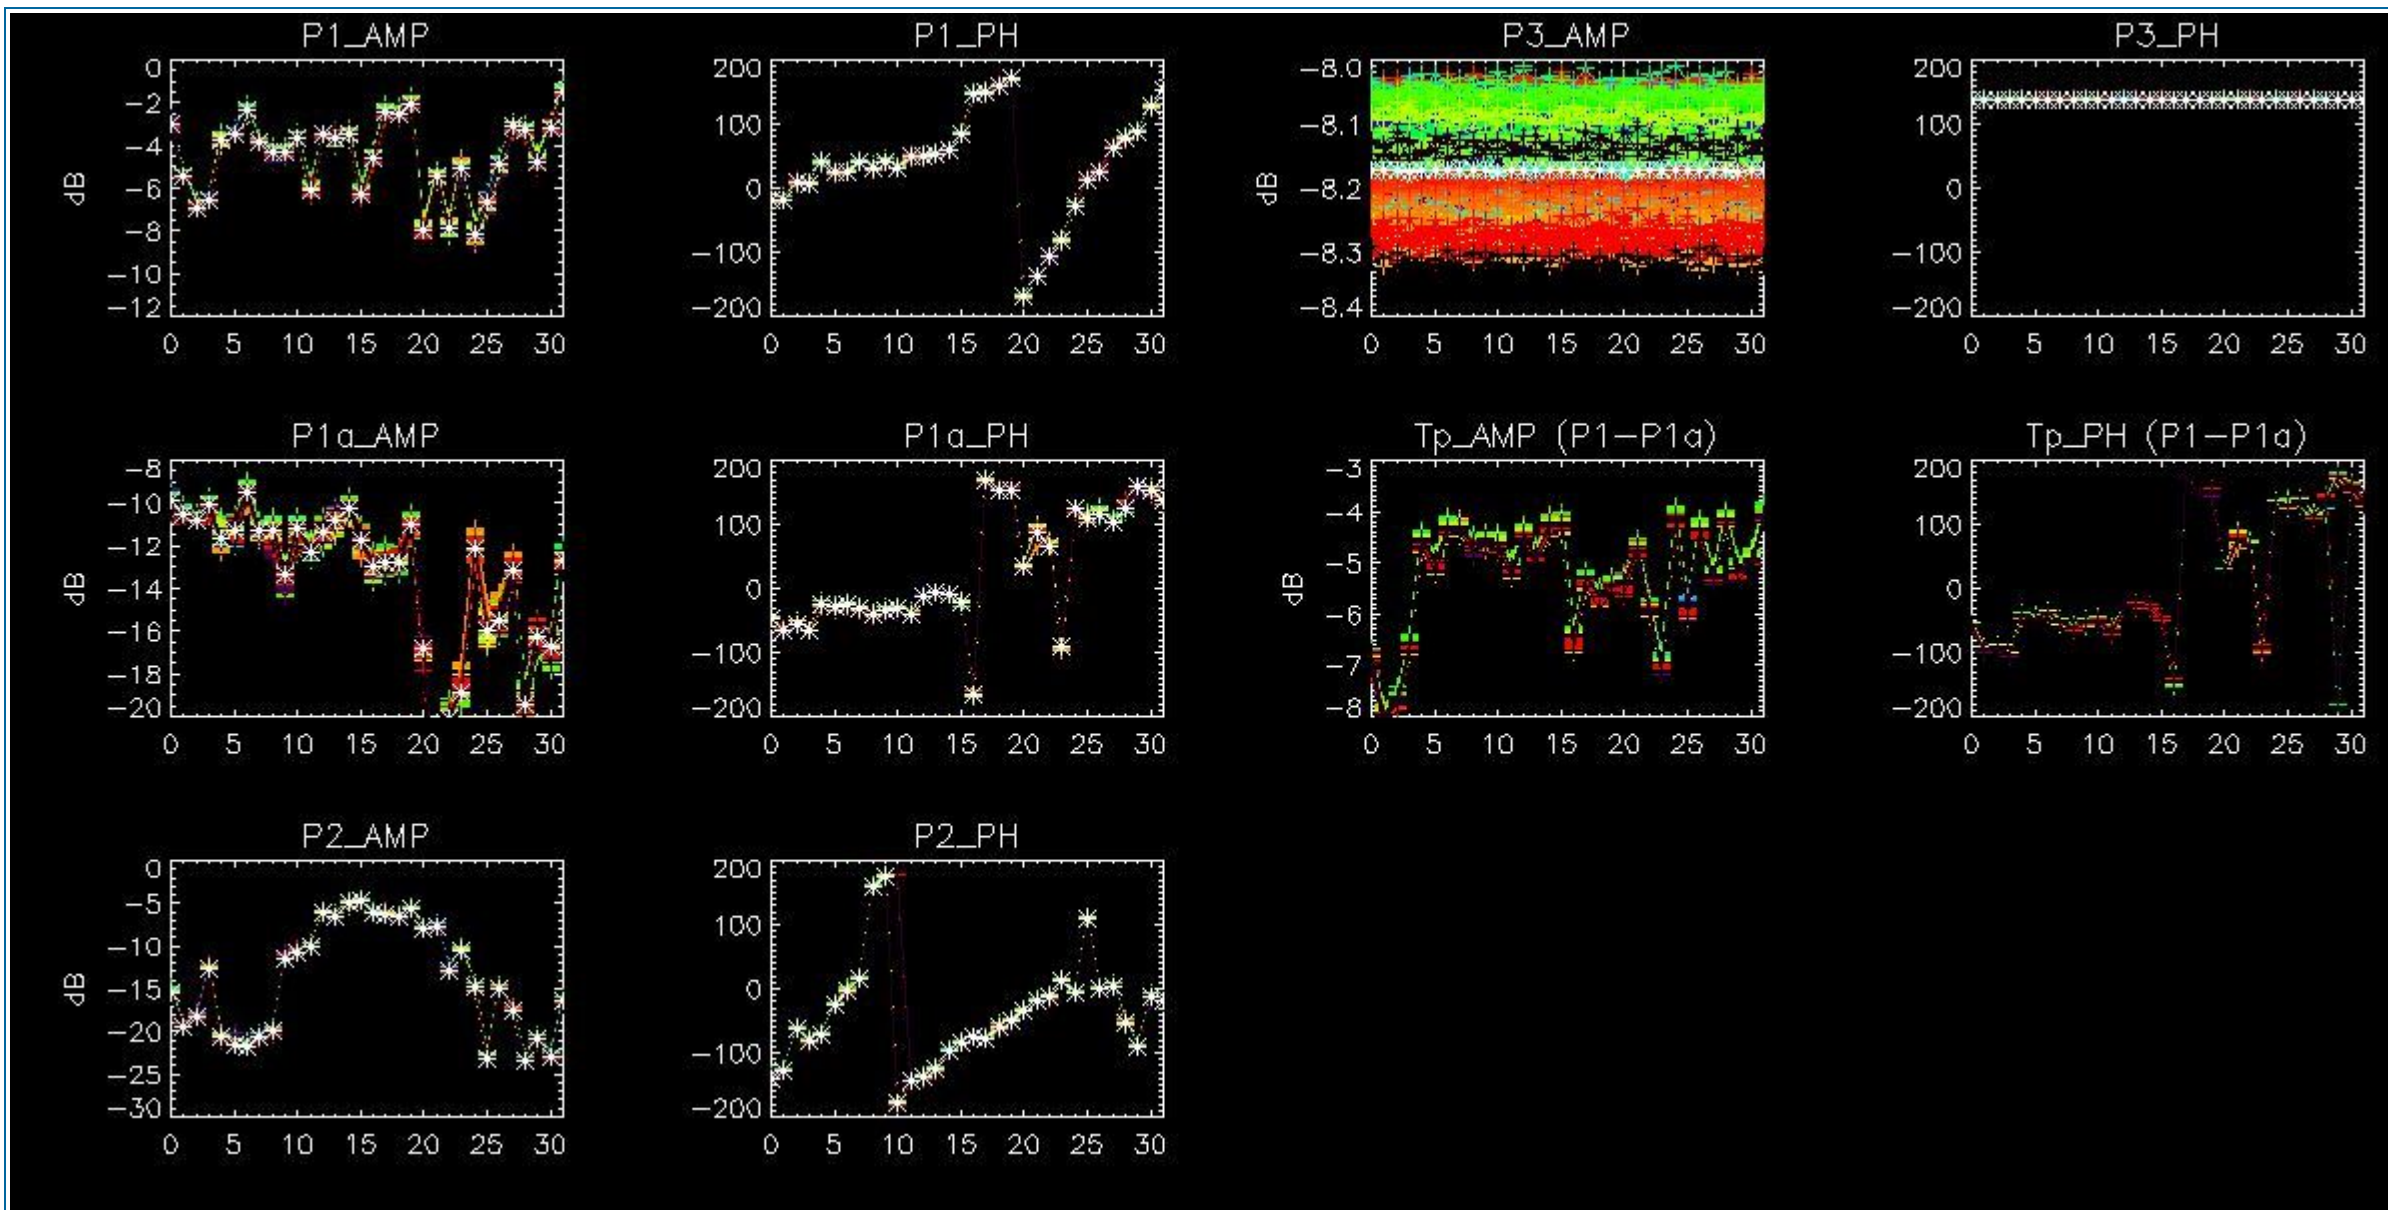 P1_AMP
0
−2
−4
−6
−8
−10
−12
dB
0 5 10 15 20 25 30
P1_PH
200
100
0
−100
−200
0 5 10 15 20 25 30
P3_AMP
−8.0
−8.1
−8.2
−8.3
−8.4
dB
0 5 10 15 20 25 30
P3_PH
200
100
0
−100
−200
0 5 10 15 20 25 30
P1a_AMP
−8
−10
−12
−14
−16
−18
−20
dB
0 5 10 15 20 25 30
P1a_PH
200
100
0
−100
−200
0 5 10 15 20 25 30
Tp_AMP (P1−P1a)
−3
−4
−5
−6
−7
−8
dB
0 5 10 15 20 25 30
Tp_PH (P1−P1a)
200
100
0
−100
−200
0 5 10 15 20 25 30
P2_AMP
0
−5
−10
−15
−20
−25
−30
dB
0 5 10 15 20 25 30
P2_PH
200
100
0
−100
−200
0 5 10 15 20 25 30